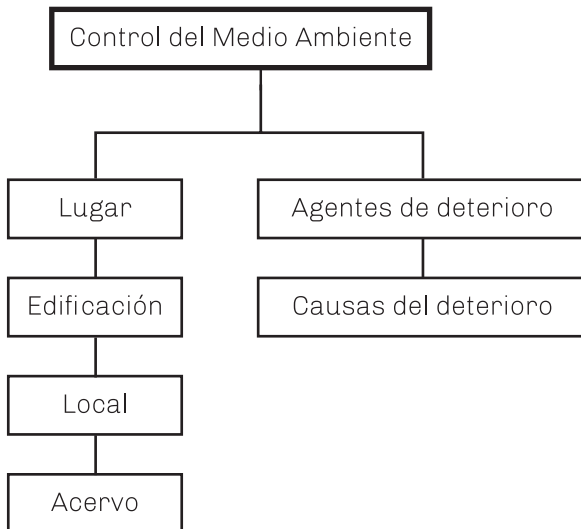 Control del Medio Ambiente
Lugar
Agentes de deterioro
Edificación
Causas del deterioro
Local
Acervo